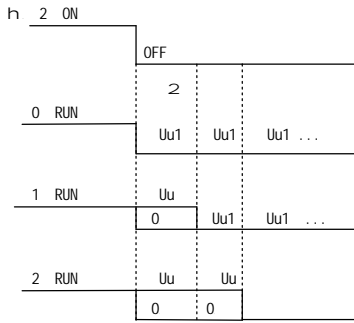 h 2 ON
OFF
2
0 RUN
Uu1 Uu1 Uu1 ...
1 RUN Uu
0 Uu1 Uu1 ...
2 RUN Uu Uu
0 0